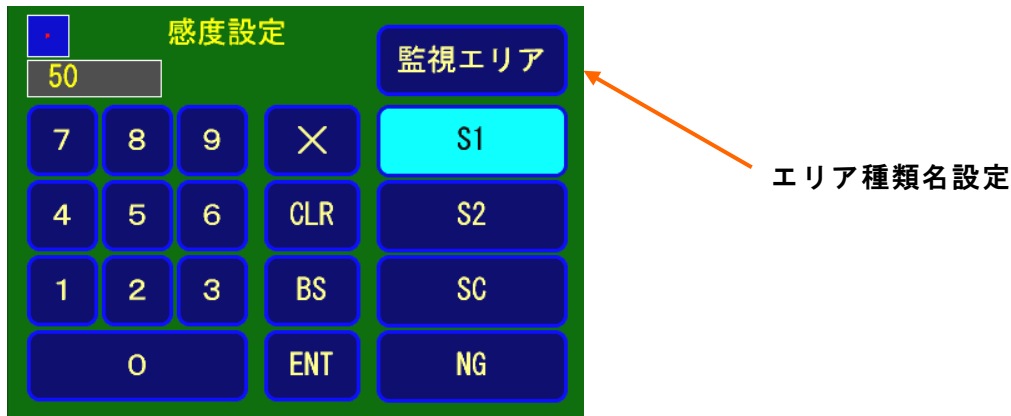 感度設定
監視エリア
50
7 8 9 × S1
エリア種類名設定
4 5 6 CLR S2
1 2 3 BS SC
0 ENT NG